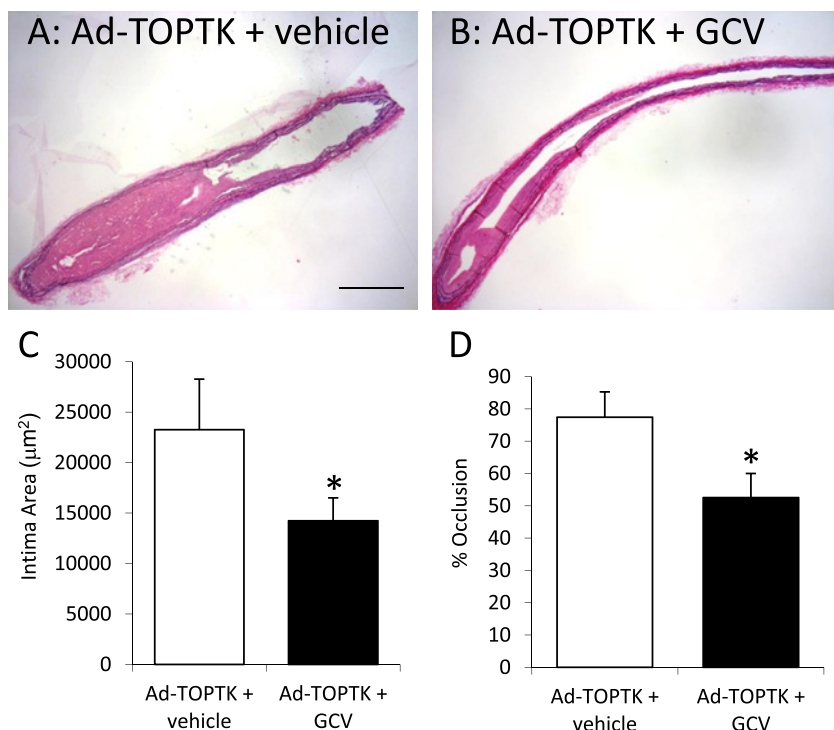 A: Ad-TOPTK + vehicle
B: Ad-TOPTK + GCV
C
30000
25000
20000
15000
10000
5000
0
Intima Area (μm²)
*
Ad-TOPTK +
vehicle
Ad-TOPTK +
GCV
D
90
80
70
60
50
40
30
20
10
0
% Occlusion
*
Ad-TOPTK +
vehicle
Ad-TOPTK +
GCV